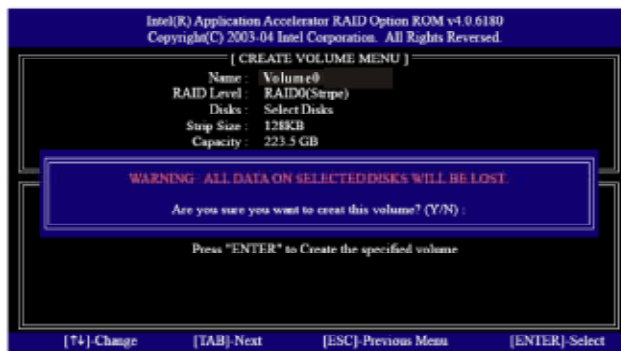 Intel(R) Application Accelerator RAID Option ROM v4.0.6180
Copyright(C) 2003-04 Intel Corporation. All Rights Reversed.
[ CREATE VOLUME MENU ]
Name : Volume0
RAID Level : RAID0(Stripe)
Disks : Select Disks
Strip Size : 128KB
Capacity : 223.5 GB
WARNING: ALL DATA ON SELECTED DISKS WILL BE LOST.
Are you sure you want to creat this volume? (Y/N) :
Press "ENTER" to Create the specified volume
[↑↓]-Change [TAB]-Next [ESC]-Previous Menu [ENTER]-Select